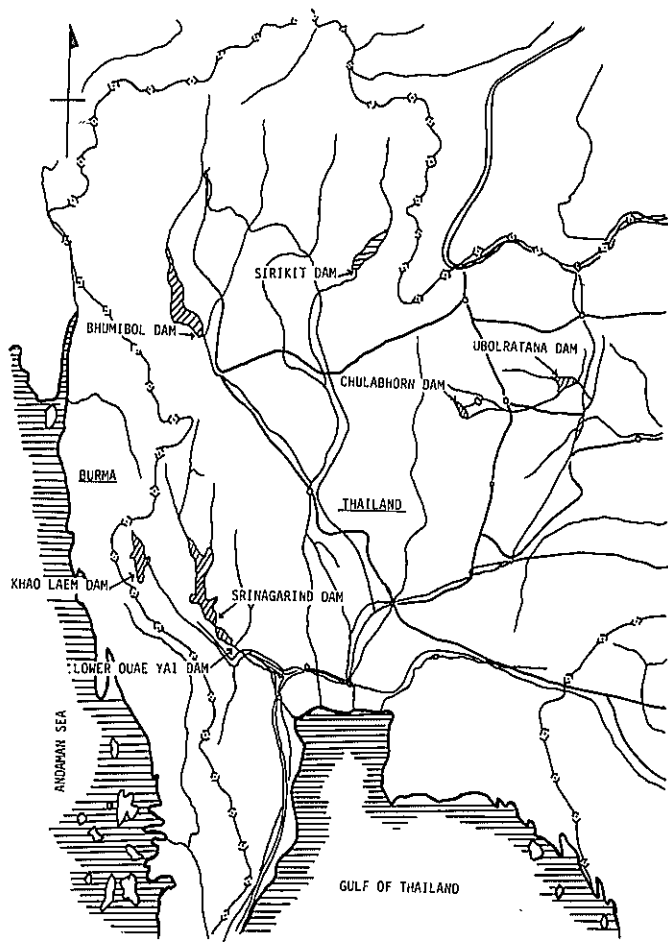 SIRIKIT DAM
BHUMIBOL DAM
UBOLRATANA DAM
CHULABHORN DAM
BURMA
THAILAND
KHAO LAEM DAM
SRINAGARIND DAM
LOWER QUAE YAI DAM
ANDAMAN SEA
GULF OF THAILAND